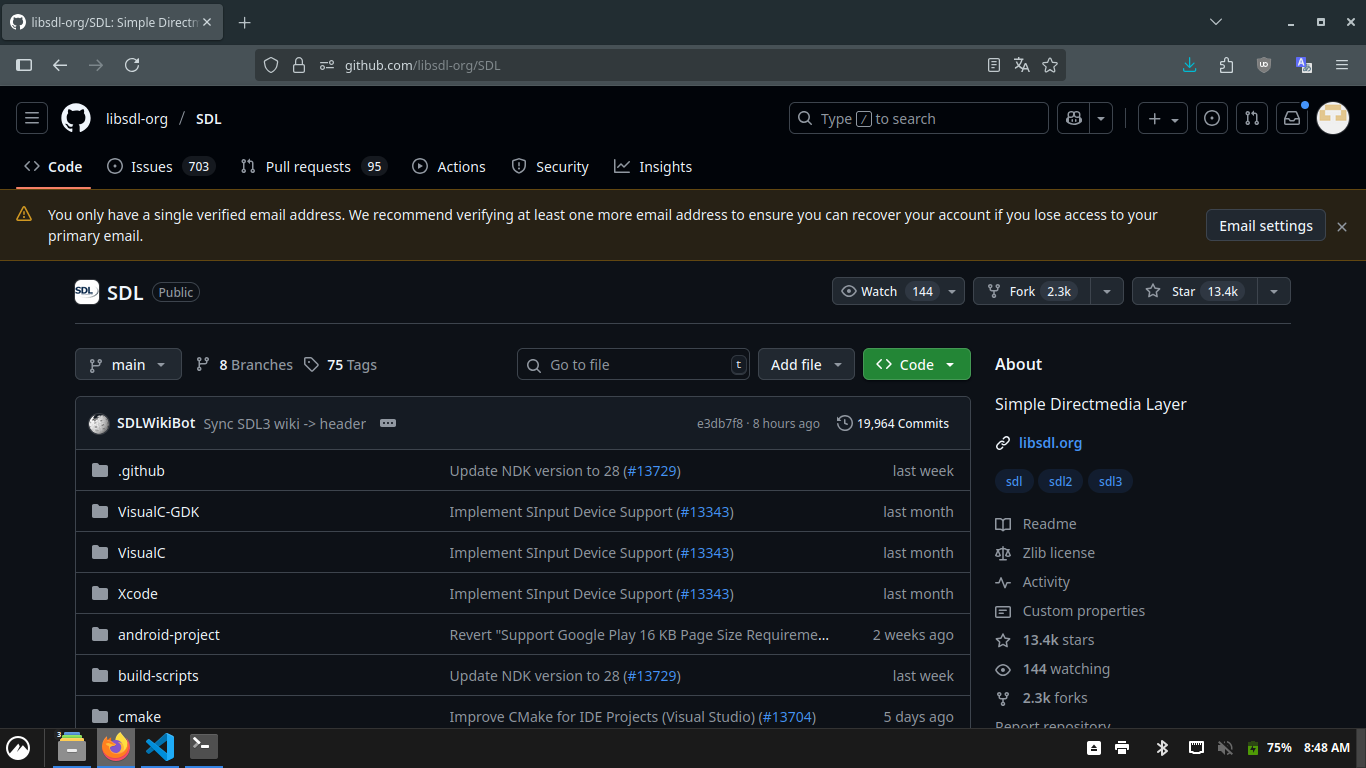 libsdl-org/SDL: Simple Directm
github.com/libsdl-org/SDL
libsdl-org / SDL
Type / to search
Code
Issues 703
Pull requests 95
Actions
Security
Insights
You only have a single verified email address. We recommend verifying at least one more email address to ensure you can recover your account if you lose access to your
primary email.
Email settings
SDL SDL Public
Watch 144
Fork 2.3k
Star 13.4k
main
8 Branches
75 Tags
Go to file t
Add file
Code
SDLWikiBot Sync SDL3 wiki -> header
e3db7f8 · 8 hours ago
19,964 Commits
.github Update NDK version to 28 (#13729) last week
VisualC-GDK Implement SInput Device Support (#13343) last month
VisualC Implement SInput Device Support (#13343) last month
Xcode Implement SInput Device Support (#13343) last month
android-project Revert "Support Google Play 16 KB Page Size Requireme... 2 weeks ago
build-scripts Update NDK version to 28 (#13729) last week
cmake Improve CMake for IDE Projects (Visual Studio) (#13704) 5 days ago
About
Simple Directmedia Layer
libsdl.org
sdl sdl2 sdl3
Readme
Zlib license
Activity
Custom properties
13.4k stars
144 watching
2.3k forks
Report repository
3
75% 8:48 AM